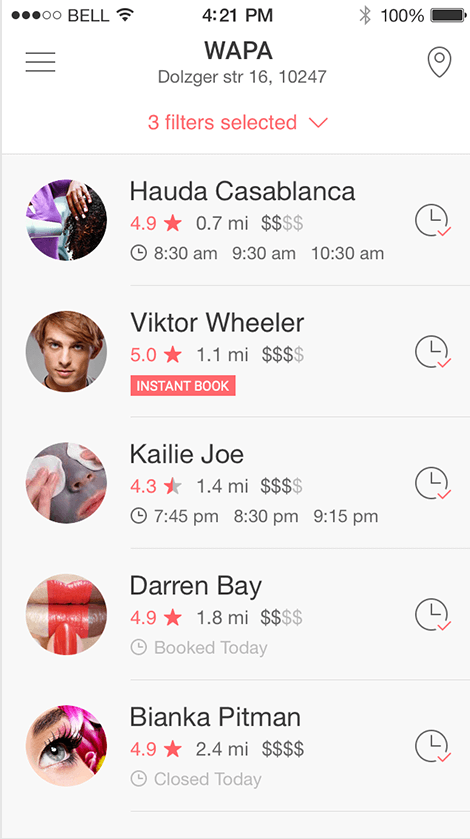 BELL 4:21 PM 100%
WAPA
Dolzger str 16, 10247
3 filters selected
Hauda Casablanca
4.9 0.7 mi $$$$
8:30 am 9:30 am 10:30 am
Viktor Wheeler
5.0 1.1 mi $$$$
INSTANT BOOK
Kailie Joe
4.3 1.4 mi $$$$
7:45 pm 8:30 pm 9:15 pm
Darren Bay
4.9 1.8 mi $$$$
Booked Today
Bianka Pitman
4.9 2.4 mi $$$$
Closed Today